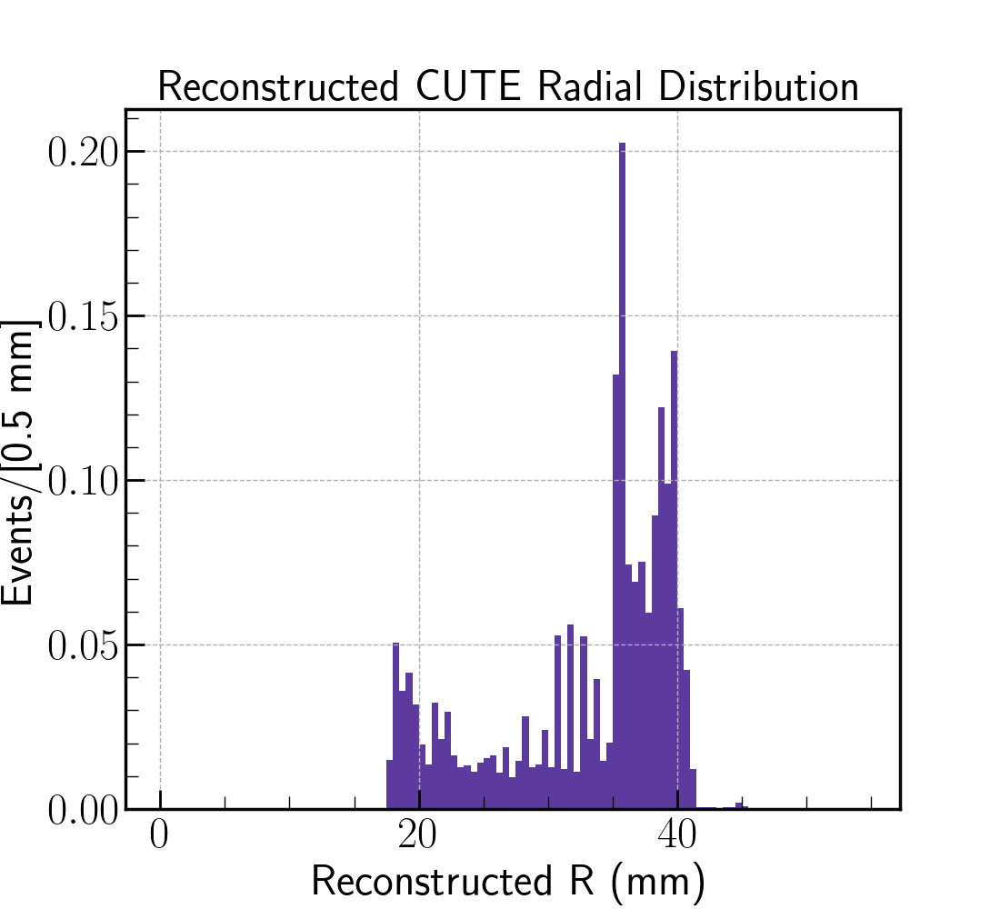 Reconstructed CUTE Radial Distribution
0.20
0.15
0.10
0.05
0.00
Events/[0.5 mm]
0 20 40
Reconstructed R (mm)